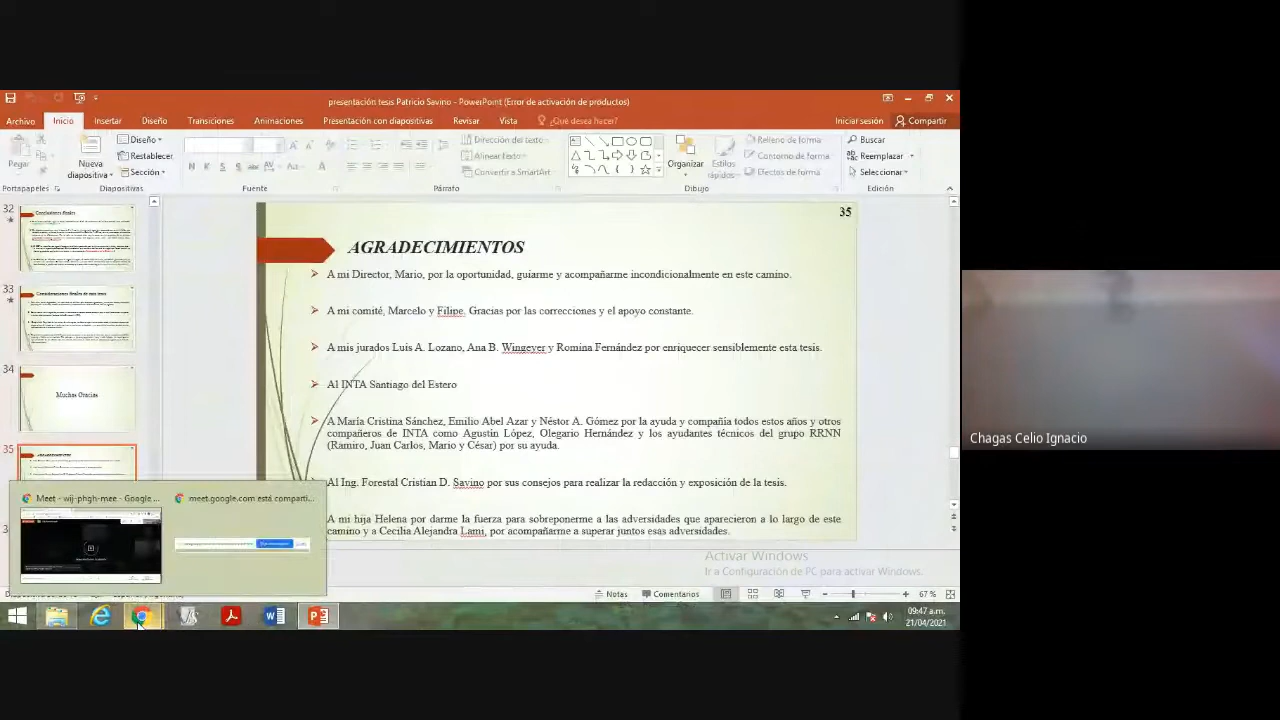 presentación tesis Patricio Savino - PowerPoint (Error de activación de productos)
Archivo Inicio Insertar Diseño Transiciones Animaciones Presentación con diapositivas Revisar Vista ¿Qué desea hacer? Iniciar sesión Compartir
Pegar
Nueva
diapositiva
Diseño
Restablecer
Sección
N K S
Dirección del texto
Alinear texto
Convertir a SmartArt
Organizar
Estilos
rápidos
Relleno de forma
Contorno de forma
Efectos de forma
Buscar
Reemplazar
Seleccionar
Portapapeles Diapositivas Fuente Párrafo Dibujo Edición
32
Conclusiones finales
33
34
Muchas Gracias
35
AGRADECIMIENTOS
35
AGRADECIMIENTOS
A mi Director, Mario, por la oportunidad, guiarme y acompañarme incondicionalmente en este camino.
A mi comité, Marcelo y Filipe. Gracias por las correcciones y el apoyo constante.
A mis jurados Luis A. Lozano, Ana B. Wingeyer y Romina Fernández por enriquecer sensiblemente esta tesis.
Al INTA Santiago del Estero
A María Cristina Sánchez, Emilio Abel Azar y Néstor A. Gómez por la ayuda y compañía todos estos años y otros
compañeros de INTA como Agustín López, Olegario Hernández y los ayudantes técnicos del grupo RRNN
(Ramiro, Juan Carlos, Mario y César) por su ayuda.
Al Ing. Forestal Cristian D. Savino por sus consejos para realizar la redacción y exposición de la tesis.
A mi hija Helena por darme la fuerza para sobreponerme a las adversidades que aparecieron a lo largo de este
camino y a Cecilia Alejandra Lami, por acompañarme a superar juntos esas adversidades.
Meet - wij-phgh-mee - Google ...
meet.google.com está comparti...
Activar Windows
Ir a Configuración de PC para activar Windows.
Notas Comentarios 67 %
09:47 a.m.
21/04/2021
Chagas Celio Ignacio